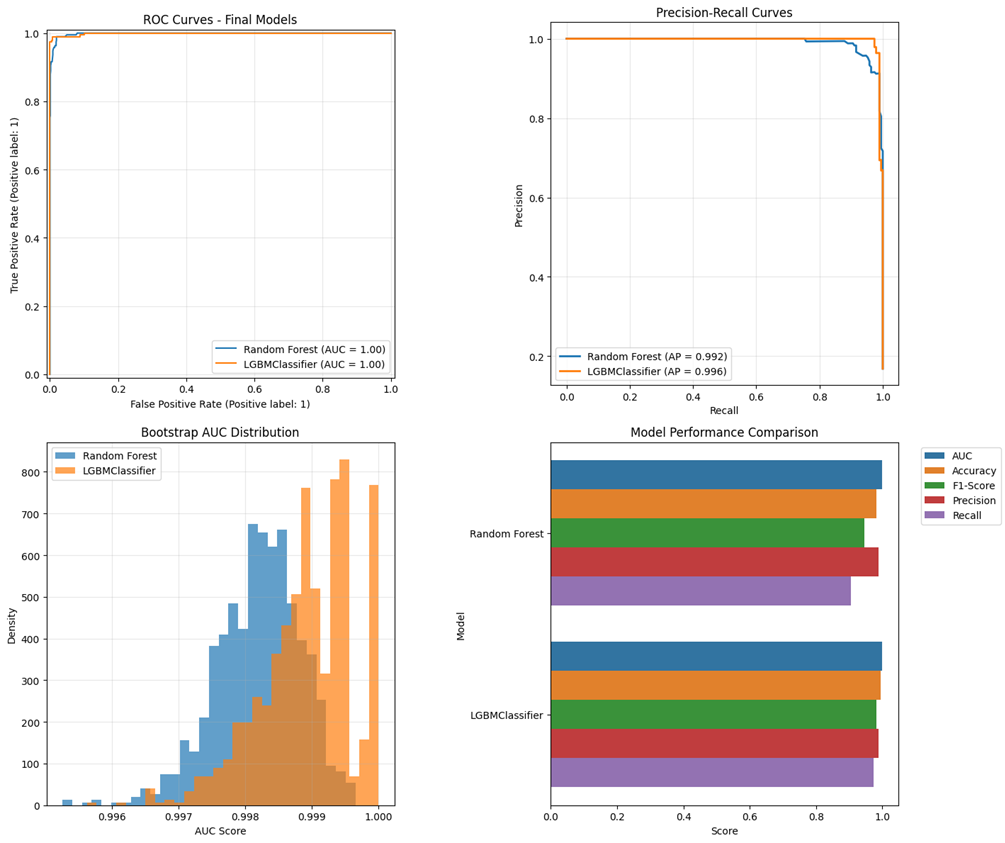 ROC Curves - Final Models
1.0
0.8
0.6
0.4
0.2
0.0
True Positive Rate (Positive label: 1)
Random Forest (AUC = 1.00)
LGBMClassifier (AUC = 1.00)
0.0 0.2 0.4 0.6 0.8 1.0
False Positive Rate (Positive label: 1)
Precision-Recall Curves
1.0
0.8
0.6
0.4
0.2
Precision
Random Forest (AP = 0.992)
LGBMClassifier (AP = 0.996)
0.0 0.2 0.4 0.6 0.8 1.0
Recall
Bootstrap AUC Distribution
Random Forest
LGBMClassifier
800
700
600
500
400
300
200
100
0
Density
0.996 0.997 0.998 0.999 1.000
AUC Score
Model Performance Comparison
Random Forest
LGBMClassifier
Model
0.0 0.2 0.4 0.6 0.8 1.0
Score
AUC
Accuracy
F1-Score
Precision
Recall